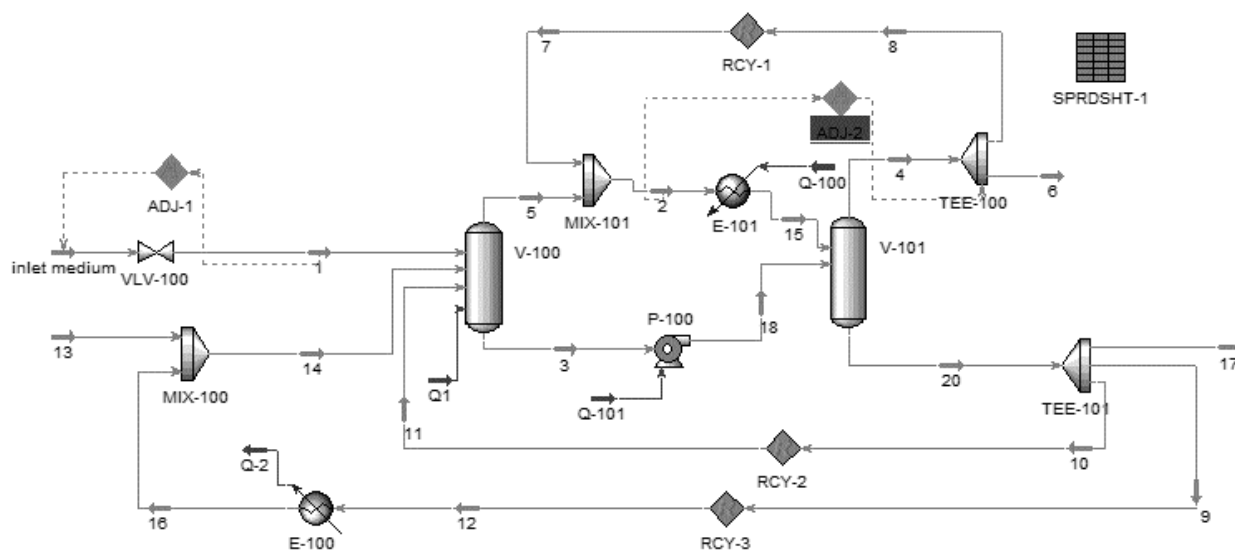 7
RCY-1
8
SPRDSHT-1
ADJ-2
ADJ-1
5
MIX-101
2
E-101
Q-100
15
4
TEE-100
6
inlet medium
VLV-100
1
V-100
V-101
13
MIX-100
14
Q1
3
P-100
Q-101
18
20
TEE-101
17
11
RCY-2
10
Q-2
16
E-100
12
RCY-3
9